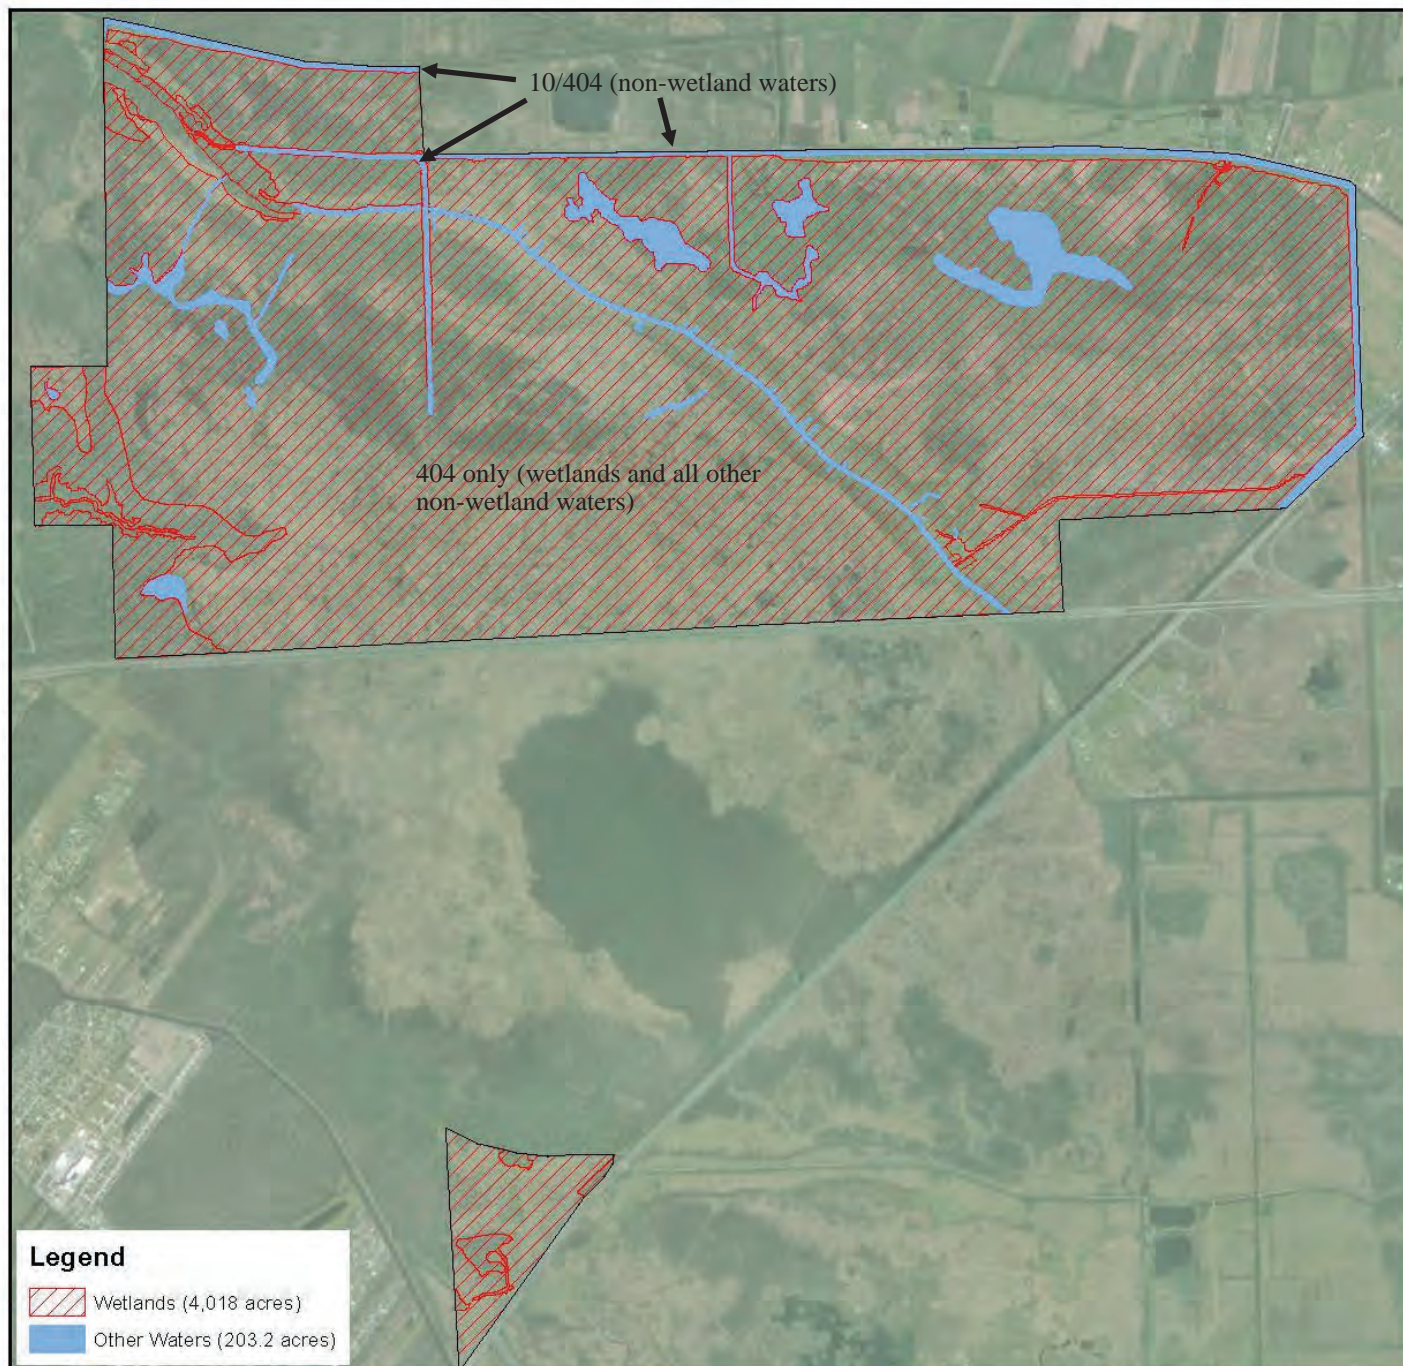 10/404 (non-wetland waters)
404 only (wetlands and all other
non-wetland waters)
Legend
Wetlands (4,018 acres)
Other Waters (203.2 acres)